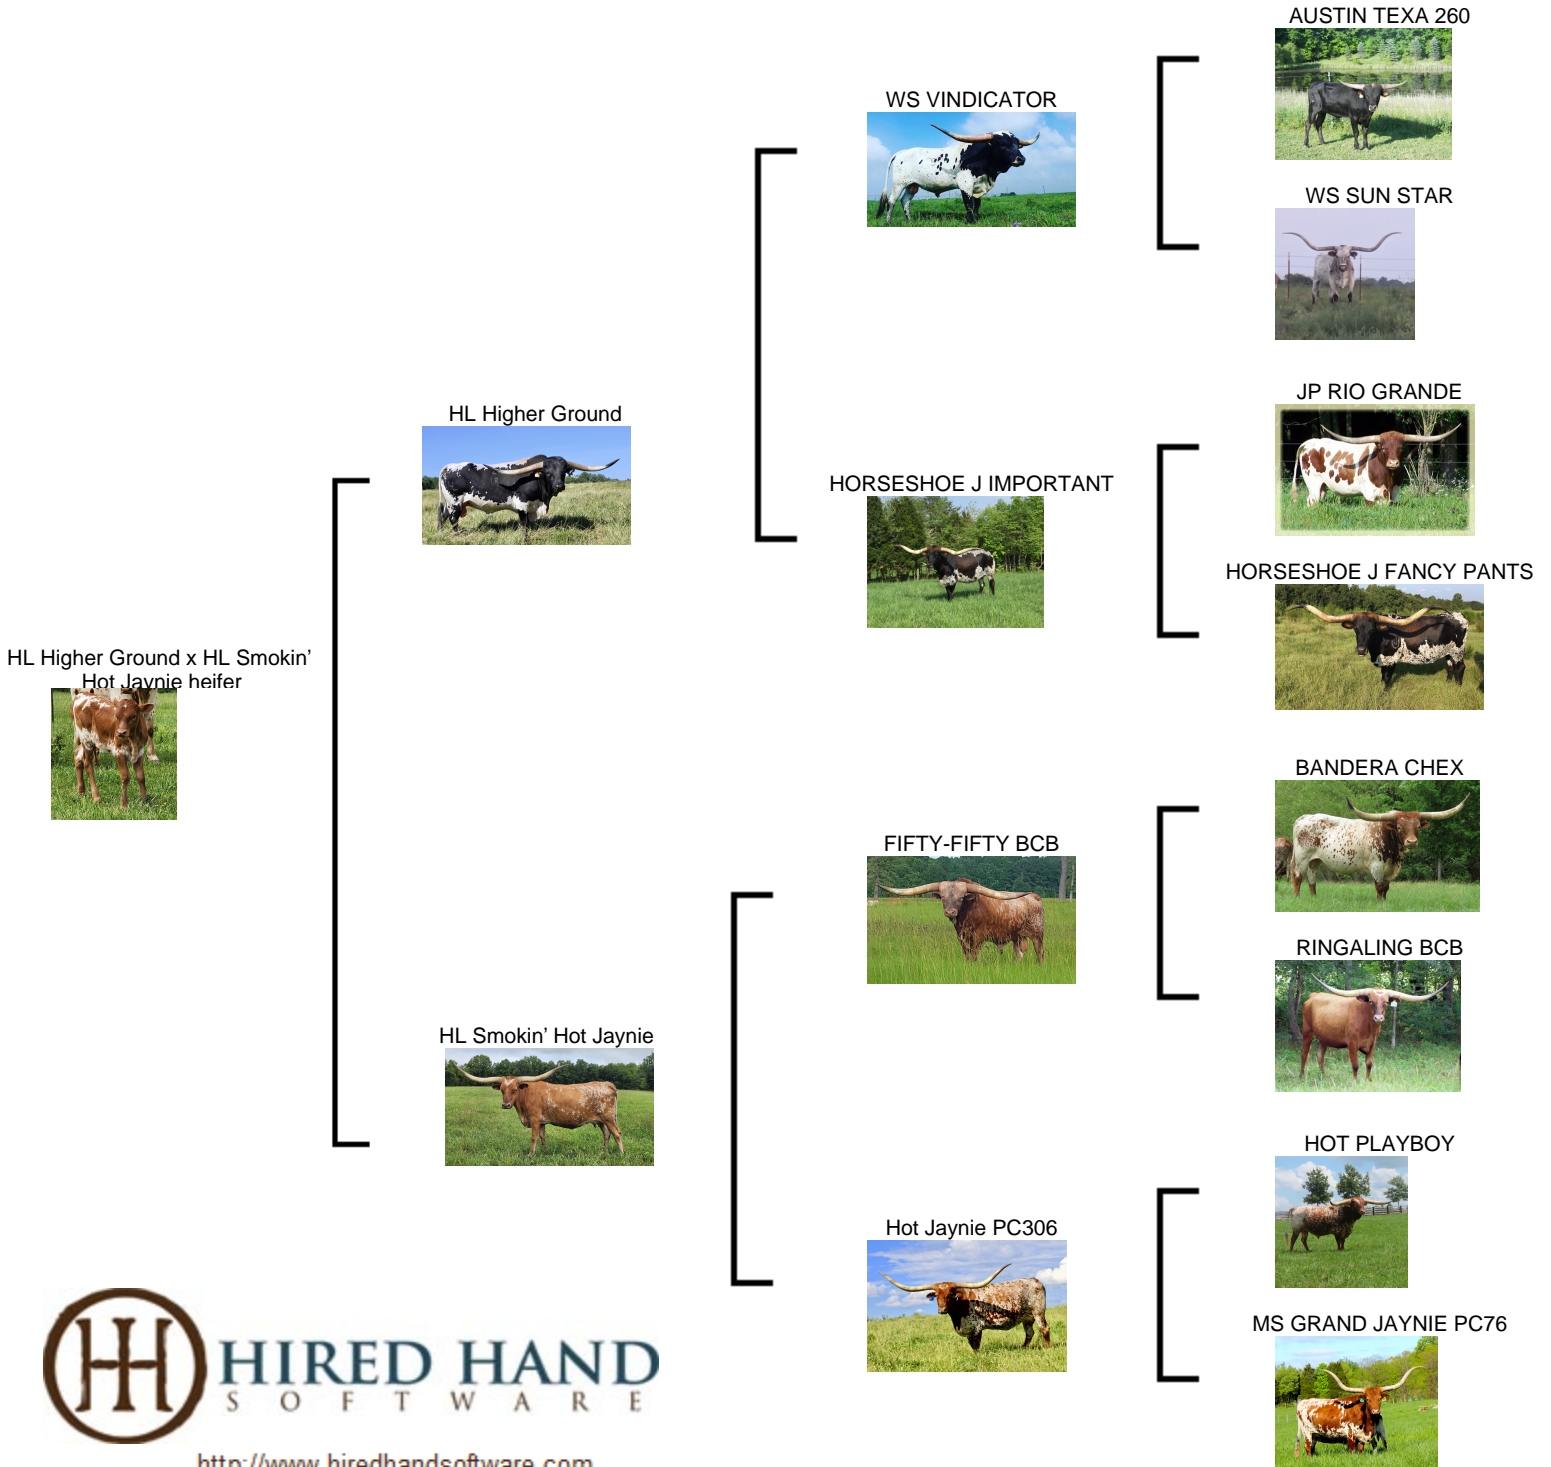 AUSTIN TEXA 260
WS VINDICATOR
WS SUN STAR
JP RIO GRANDE
HL Higher Ground
HORSESHOE J IMPORTANT
HORSESHOE J FANCY PANTS
HL Higher Ground x HL Smokin’
Hot Jaynie heifer
BANDERA CHEX
FIFTY-FIFTY BCB
RINGALING BCB
HL Smokin’ Hot Jaynie
HOT PLAYBOY
Hot Jaynie PC306
MS GRAND JAYNIE PC76
HIRED HAND
SOFTWARE
http://www.hiredhandsoftware.com